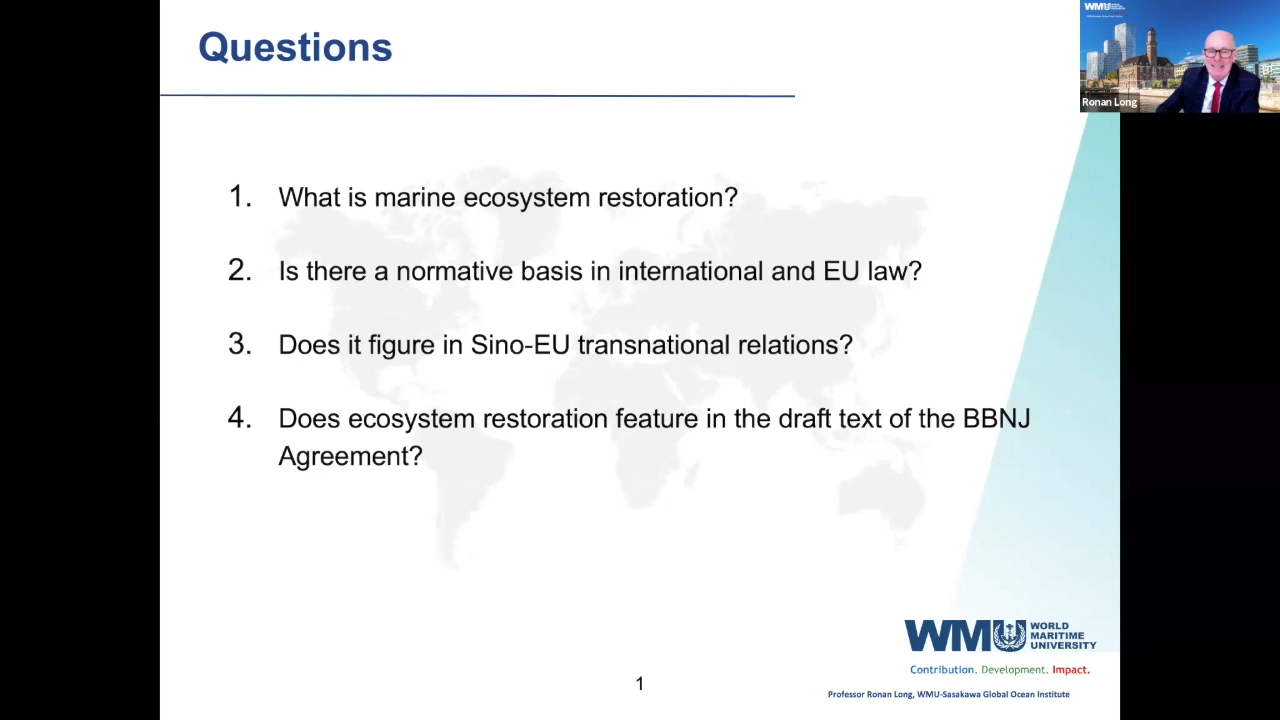 Questions
WMU
Ronan Long
1. What is marine ecosystem restoration?
2. Is there a normative basis in international and EU law?
3. Does it figure in Sino-EU transnational relations?
4. Does ecosystem restoration feature in the draft text of the BBNJ
Agreement?
WMU WORLD
MARITIME
UNIVERSITY
Contribution. Development. Impact.
1
Professor Ronan Long, WMU-Sasakawa Global Ocean Institute